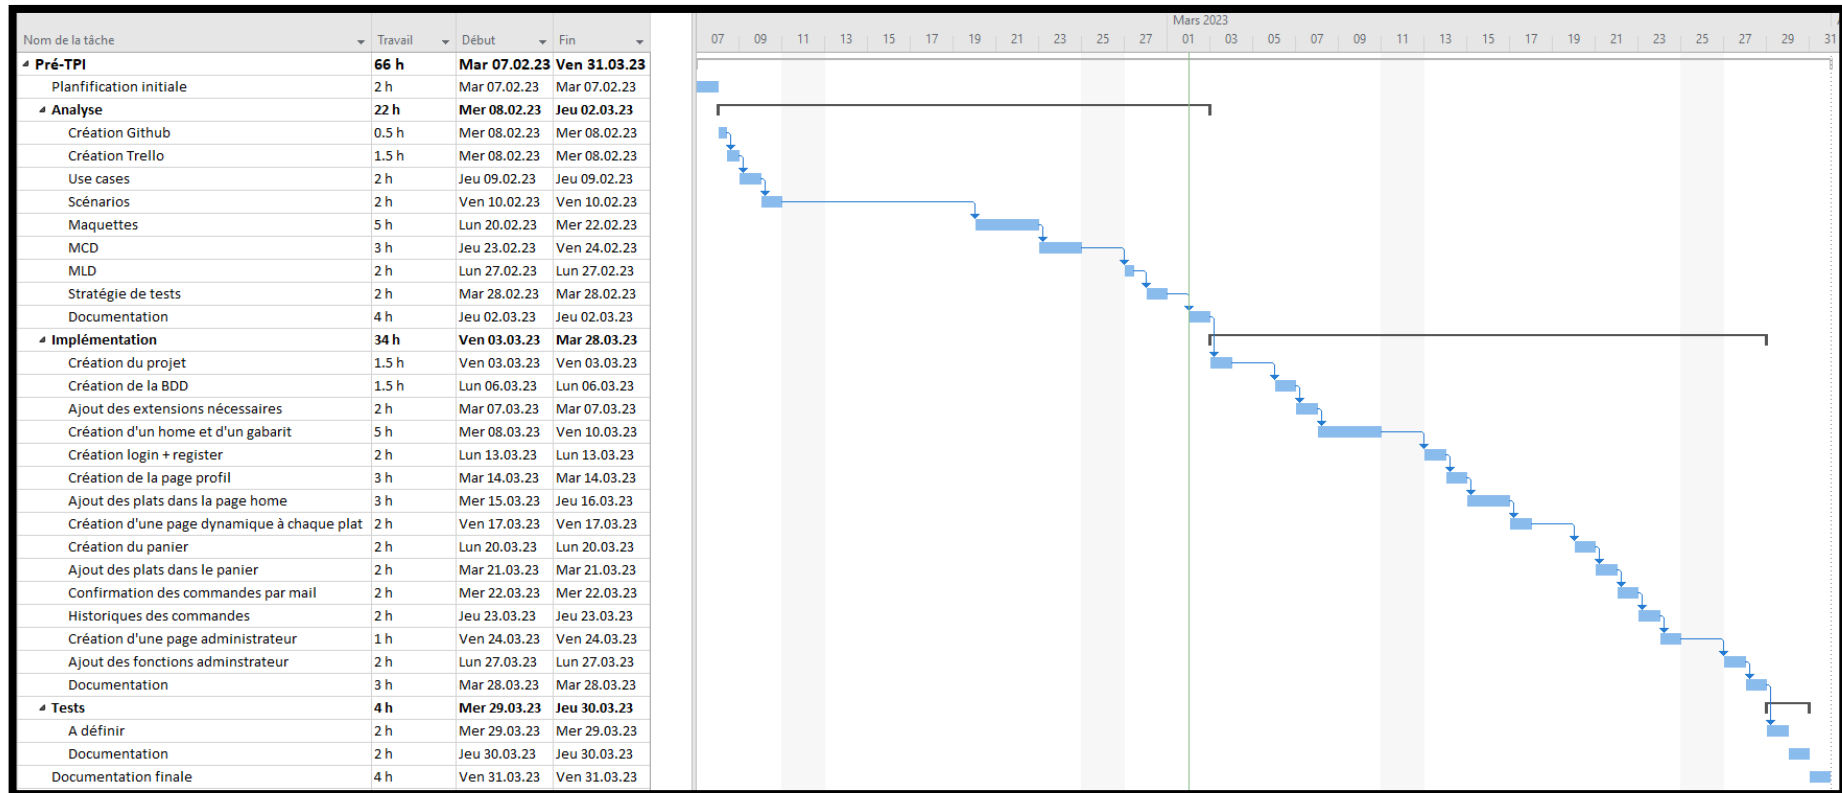 Mars 2023
Nom de la tâche Travail Début Fin 07 09 11 13 15 17 19 21 23 25 27 01 03 05 07 09 11 13 15 17 19 21 23 25 27 29 31
Pré-TPI 66 h Mar 07.02.23 Ven 31.03.23
Planfification initiale 2 h Mar 07.02.23 Mar 07.02.23
Analyse 22 h Mer 08.02.23 Jeu 02.03.23
Création Github 0.5 h Mer 08.02.23 Mer 08.02.23
Création Trello 1.5 h Mer 08.02.23 Mer 08.02.23
Use cases 2 h Jeu 09.02.23 Jeu 09.02.23
Scénarios 2 h Ven 10.02.23 Ven 10.02.23
Maquettes 5 h Lun 20.02.23 Mer 22.02.23
MCD 3 h Jeu 23.02.23 Ven 24.02.23
MLD 2 h Lun 27.02.23 Lun 27.02.23
Stratégie de tests 2 h Mar 28.02.23 Mar 28.02.23
Documentation 4 h Jeu 02.03.23 Jeu 02.03.23
Implémentation 34 h Ven 03.03.23 Mar 28.03.23
Création du projet 1.5 h Ven 03.03.23 Ven 03.03.23
Création de la BDD 1.5 h Lun 06.03.23 Lun 06.03.23
Ajout des extensions nécessaires 2 h Mar 07.03.23 Mar 07.03.23
Création d'un home et d'un gabarit 5 h Mer 08.03.23 Ven 10.03.23
Création login + register 2 h Lun 13.03.23 Lun 13.03.23
Création de la page profil 3 h Mar 14.03.23 Mar 14.03.23
Ajout des plats dans la page home 3 h Mer 15.03.23 Jeu 16.03.23
Création d'une page dynamique à chaque plat 2 h Ven 17.03.23 Ven 17.03.23
Création du panier 2 h Lun 20.03.23 Lun 20.03.23
Ajout des plats dans le panier 2 h Mar 21.03.23 Mar 21.03.23
Confirmation des commandes par mail 2 h Mer 22.03.23 Mer 22.03.23
Historiques des commandes 2 h Jeu 23.03.23 Jeu 23.03.23
Création d'une page administrateur 1 h Ven 24.03.23 Ven 24.03.23
Ajout des fonctions adminstrateur 2 h Lun 27.03.23 Lun 27.03.23
Documentation 3 h Mar 28.03.23 Mar 28.03.23
Tests 4 h Mer 29.03.23 Jeu 30.03.23
A définir 2 h Mer 29.03.23 Mer 29.03.23
Documentation 2 h Jeu 30.03.23 Jeu 30.03.23
Documentation finale 4 h Ven 31.03.23 Ven 31.03.23